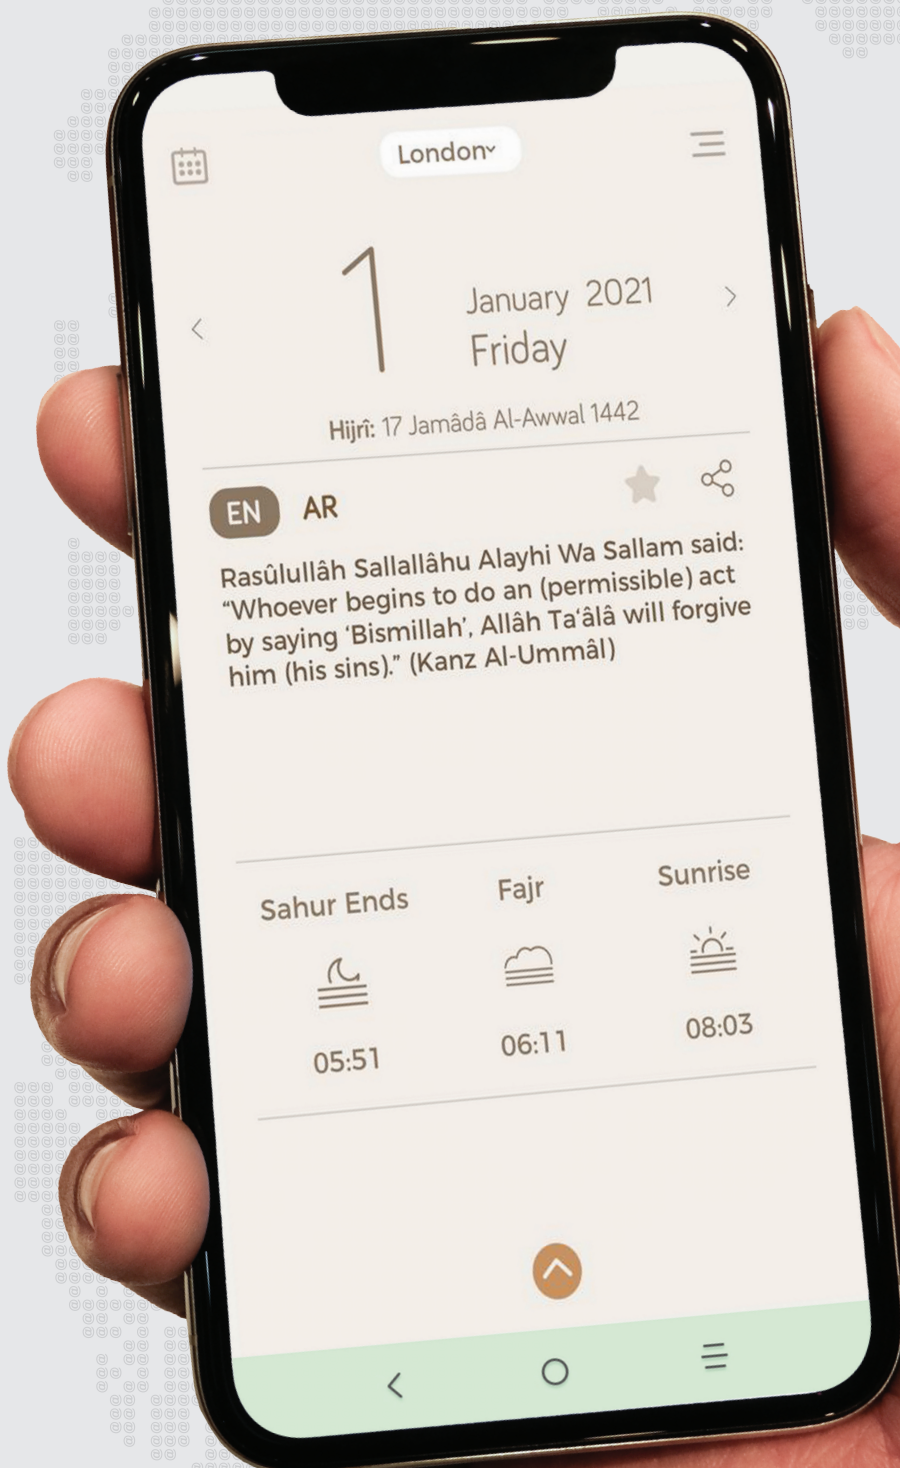 London
1
January 2021
Friday
Hijrî: 17 Jamâdâ Al-Awwal 1442
EN AR
Rasûlullâh Sallallâhu Alayhi Wa Sallam said:
“Whoever begins to do an (permissible) act
by saying ‘Bismillah’, Allâh Ta‘âlâ will forgive
him (his sins).” (Kanz Al-Ummâl)
Sahur Ends Fajr Sunrise
05:51 06:11 08:03